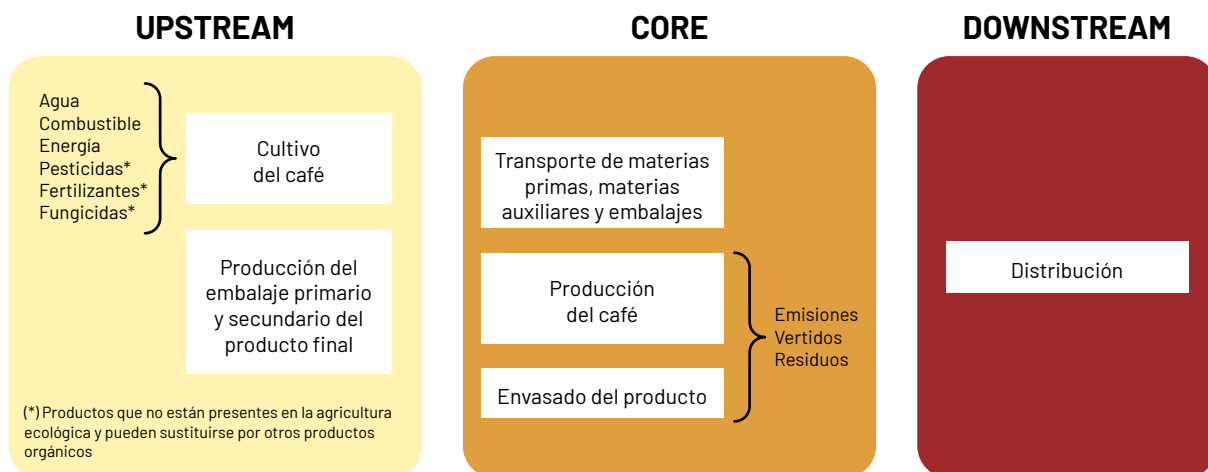 UPSTREAM
Agua
Combustible
Energía
Pesticidas*
Fertilizantes*
Fungicidas*
Cultivo
del café
Producción del
embalaje primario
y secundario del
producto final
(*) Productos que no están presentes en la agricultura
ecológica y pueden sustituirse por otros productos
orgánicos
CORE
Transporte de materias
primas, materias
auxiliares y embalajes
Producción
del café
Envasado del producto
Emisiones
Vertidos
Residuos
DOWNSTREAM
Distribución